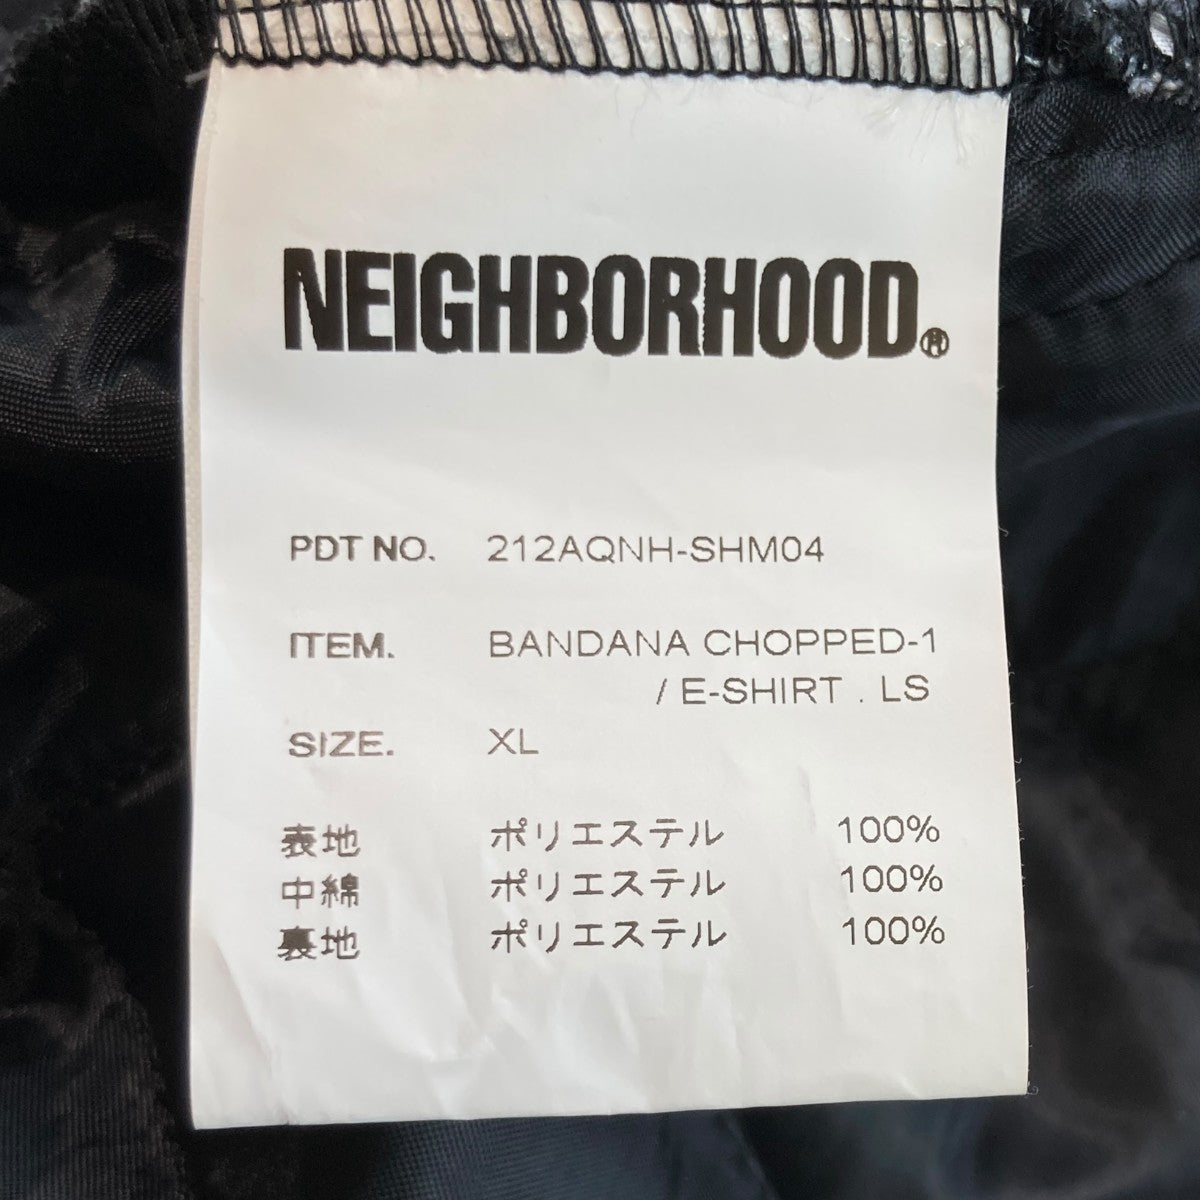 NEIGHBORHOOD®
PDT NO. 212AQNH-SHM04
ITEM. BANDANA CHOPPED-1
/ E-SHIRT . LS
SIZE. XL
表地 ポリエステル 100%
中綿 ポリエステル 100%
裏地 ポリエステル 100%